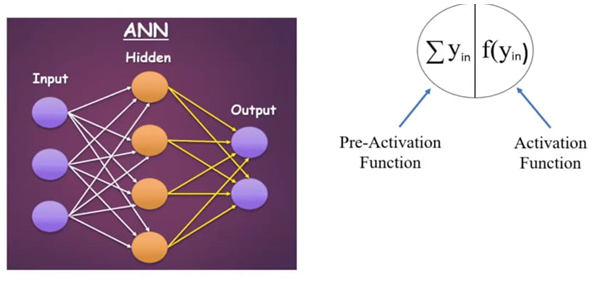 ANN
Hidden
Input
Output
∑y_in f(y_in)
Pre-Activation
Function
Activation
Function